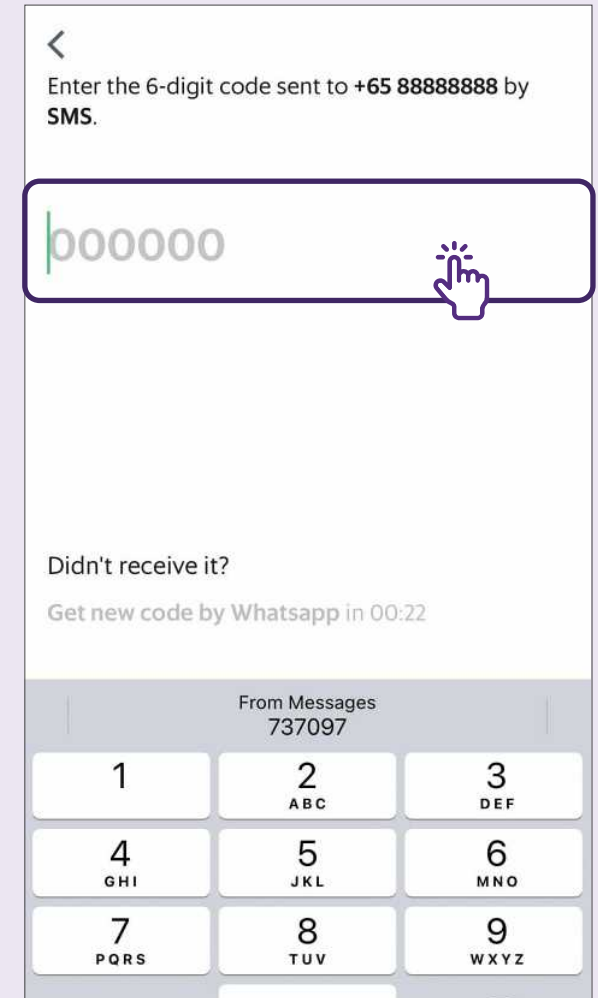 Enter the 6-digit code sent to +65 88888888 by
SMS.
000000
Didn't receive it?
Get new code by Whatsapp in 00:22
From Messages
737097
1
2
3
ABC
DEF
4
5
6
GHI
JKL
MNO
7
8
9
PQRS
TUV
WXYZ